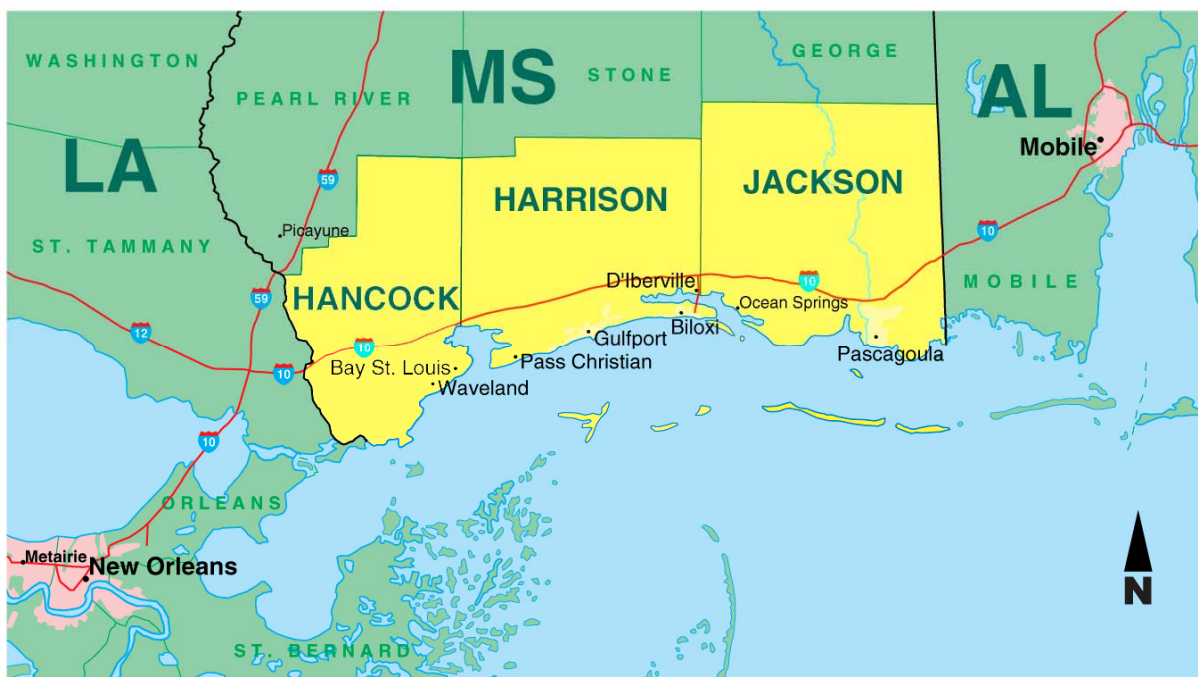 WASHINGTON
PEARL RIVER
MS
STONE
GEORGE
AL
LA
Mobile
59
HARRISON
JACKSON
ST. TAMMANY
Picayune
10
MOBILE
HANCOCK
59
D'Iberville
10
Ocean Springs
12
10
Gulfport
Biloxi
Pascagoula
10
Bay St. Louis
Pass Christian
Waveland
10
ORLEANS
Metairie
New Orleans
N
ST. BERNARD